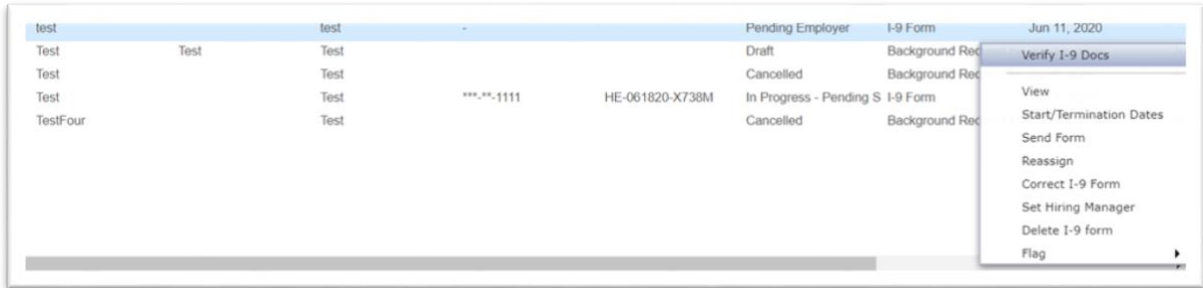 test test - Pending Employer I-9 Form Jun 11, 2020
Test Test Test Draft Background Rec
Test Test Cancelled Background Rec
Test Test ***-**-1111 HE-061820-X738M In Progress - Pending S I-9 Form
TestFour Test Cancelled Background Rec
Verify I-9 Docs
View
Start/Termination Dates
Send Form
Reassign
Correct I-9 Form
Set Hiring Manager
Delete I-9 form
Flag